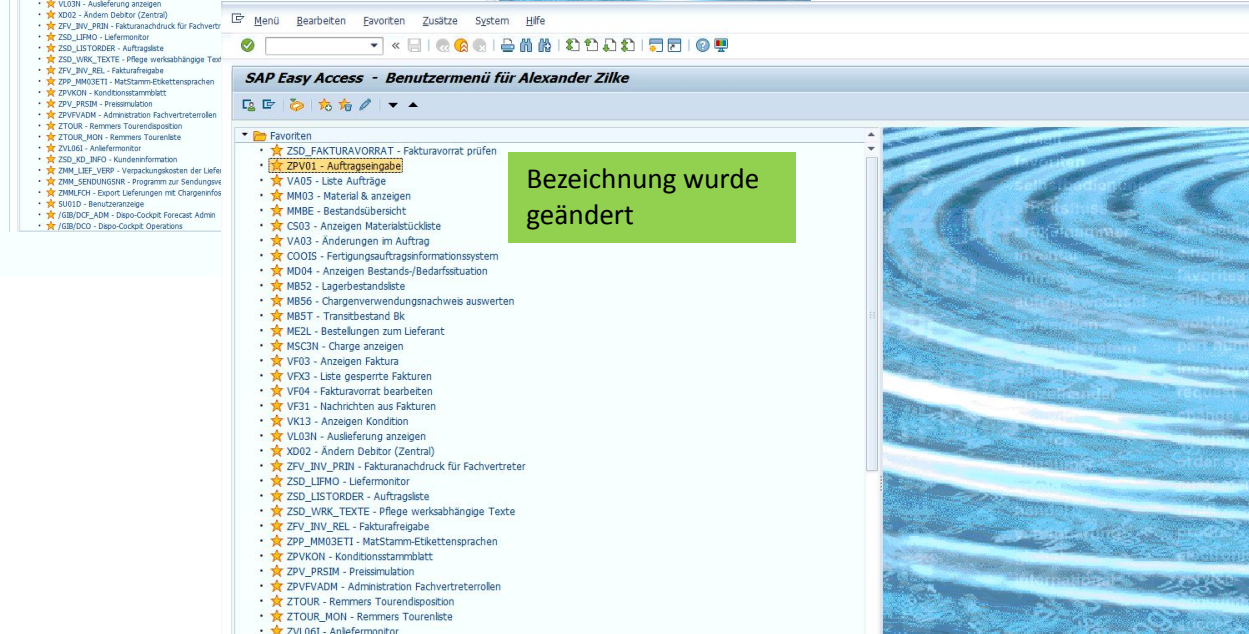 VL03N - Auslieferung anzeigen
XD02 - Ändern Debitor (Zentral)
ZFV_INV_PRIN - Fakturanachdruck für Fachvertr
ZSD_LIFMO - Liefermonitor
ZSD_LISTORDER - Auftragsliste
ZSD_WRK_TEXTE - Pflege werksabhängige Text
ZFV_INV_REL - Fakturafreigabe
ZPP_MM03ETI - MatStamm-Etikettensprachen
ZPVKON - Konditionsstammblatt
ZPV_PRSIM - Preissimulation
ZPVFVADM - Administration Fachvertreterrollen
ZTOUR - Remmers Tourendisposition
ZTOUR_MON - Remmers Tourenliste
ZVL06I - Anliefermonitor
ZSD_KD_INFO - Kundeninformation
ZMM_LIEF_VERP - Verpackungskosten der Liefer
ZMM_SENDUNGSNR - Programm zur Sendungsve
ZMMLFCH - Export Lieferungen mit Chargeninfos
SU01D - Benutzeranzeige
/GIB/DCF_ADM - Dispo-Cockpit Forecast Admin
/GIB/DCO - Dispo-Cockpit Operations
Menü Bearbeiten Favoriten Zusätze System Hilfe
SAP Easy Access - Benutzermenü für Alexander Zilke
Favoriten
ZSD_FAKTURAVORRAT - Fakturavorrat prüfen
ZPV01 - Auftragseingabe
VA05 - Liste Aufträge
MM03 - Material & anzeigen
MMBE - Bestandsübersicht
CS03 - Anzeigen Materialstückliste
VA03 - Änderungen im Auftrag
COOIS - Fertigungsauftragsinformationssystem
MD04 - Anzeigen Bestands-/Bedarfssituation
MB52 - Lagerbestandsliste
MB56 - Chargenverwendungsnachweis auswerten
MB5T - Transitbestand Bk
ME2L - Bestellungen zum Lieferant
MSC3N - Charge anzeigen
VF03 - Anzeigen Faktura
VFX3 - Liste gesperrte Fakturen
VF04 - Fakturavorrat bearbeiten
VF31 - Nachrichten aus Fakturen
VK13 - Anzeigen Kondition
VL03N - Auslieferung anzeigen
XD02 - Ändern Debitor (Zentral)
ZFV_INV_PRIN - Fakturanachdruck für Fachvertreter
ZSD_LIFMO - Liefermonitor
ZSD_LISTORDER - Auftragsliste
ZSD_WRK_TEXTE - Pflege werksabhängige Texte
ZFV_INV_REL - Fakturafreigabe
ZPP_MM03ETI - MatStamm-Etikettensprachen
ZPVKON - Konditionsstammblatt
ZPV_PRSIM - Preissimulation
ZPVFVADM - Administration Fachvertreterrollen
ZTOUR - Remmers Tourendisposition
ZTOUR_MON - Remmers Tourenliste
ZVL06I - Anliefermonitor
Bezeichnung wurde
geändert